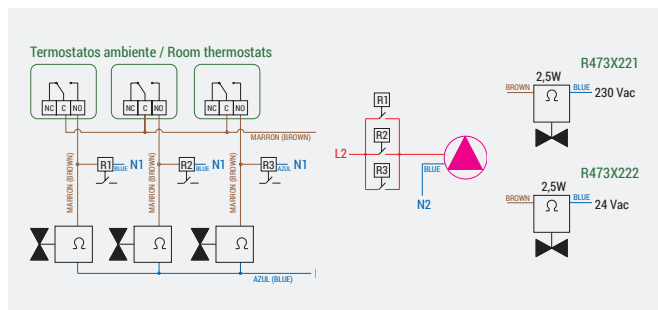 Termostatos ambiente / Room thermostats
NC C NO NC C NO NC C NO
MARRON (BROWN)
R1 BLUE N1 R2 BLUE N1 R3 AZUL N1
MARRON (BROWN) MARRON (BROWN) MARRON (BROWN)
Ω Ω Ω
AZUL (BLUE)
R1
R2
L2
R3
BLUE
N2
R473X221
2,5W
BROWN BLUE 230 Vac
Ω
R473X222
2,5W
BROWN BLUE 24 Vac
Ω